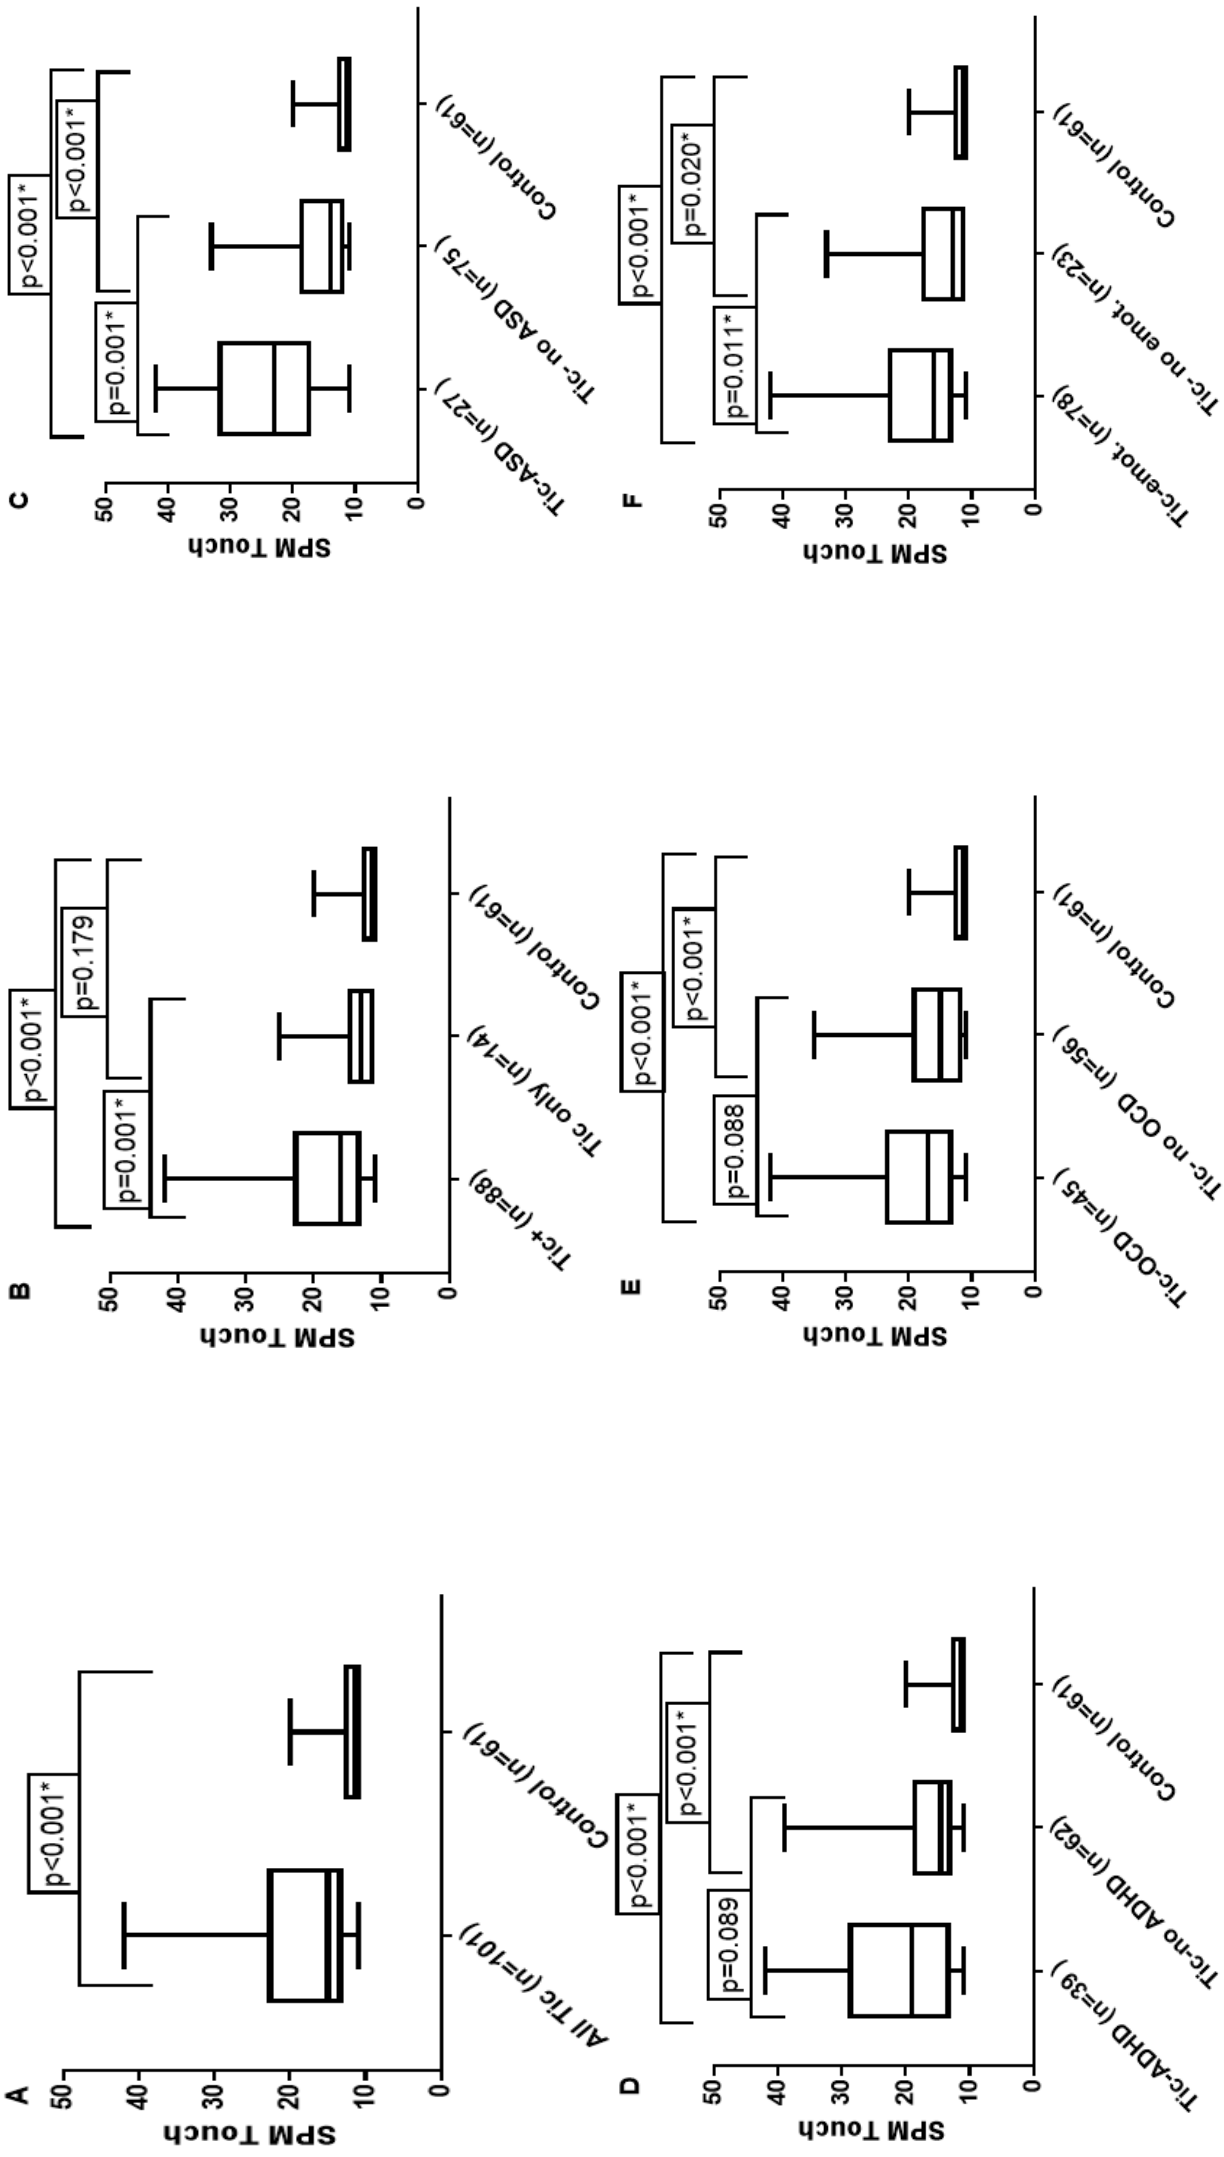 A
SPM Touch
50
40
30
20
10
0
p<0.001*
All Tic (n=101)
Control (n=61)
B
SPM Touch
50
40
30
20
10
0
p<0.001*
p=0.179
p=0.001*
Tic+ (n=88)
Tic only (n=14)
Control (n=61)
C
SPM Touch
50
40
30
20
10
0
p<0.001*
p<0.001*
p=0.001*
Tic-ASD (n=27)
Tic- no ASD (n=75)
Control (n=61)
D
SPM Touch
50
40
30
20
10
0
p<0.001*
p<0.001*
p=0.089
Tic-ADHD (n=39)
Tic-no ADHD (n=62)
Control (n=61)
E
SPM Touch
50
40
30
20
10
0
p<0.001*
p<0.001*
p=0.088
Tic-OCD (n=45)
Tic- no OCD (n=56)
Control (n=61)
F
SPM Touch
50
40
30
20
10
0
p<0.001*
p=0.020*
p=0.011*
Tic-emot. (n=78)
Tic- no emot. (n=23)
Control (n=61)